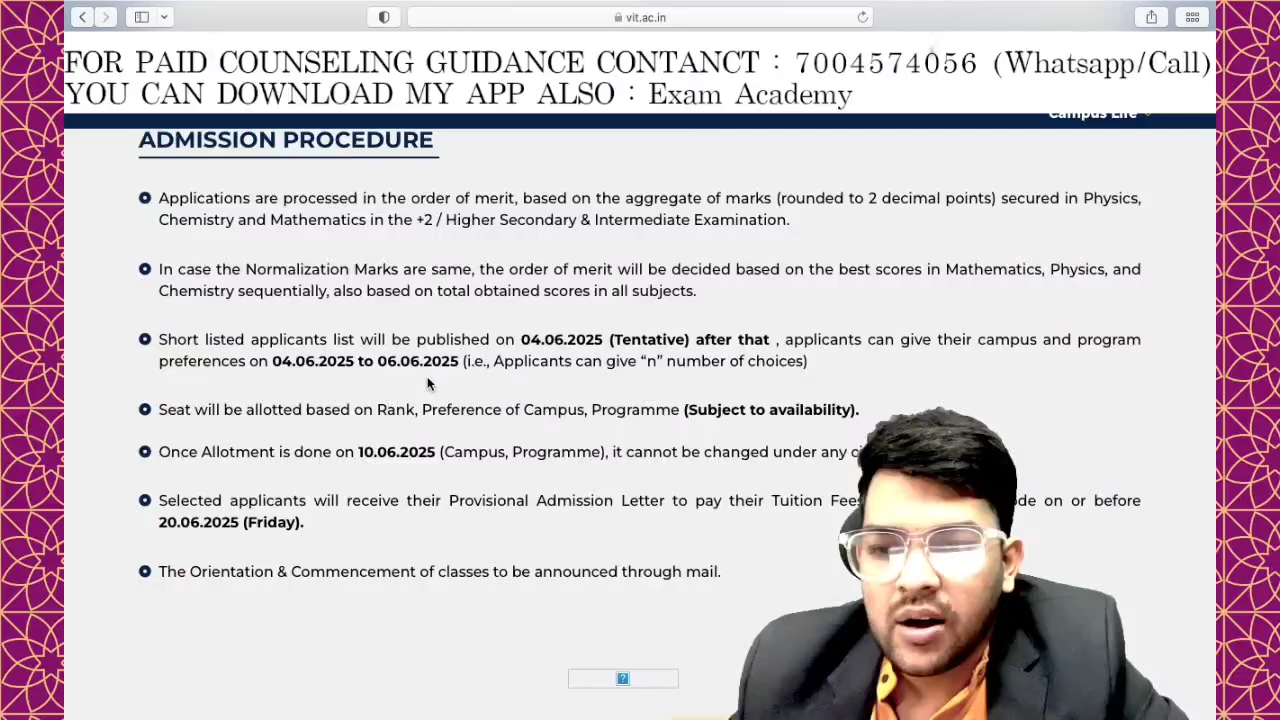 vit.ac.in
FOR PAID COUNSELING GUIDANCE CONTANCT : 7004574056 (Whatsapp/Call)
YOU CAN DOWNLOAD MY APP ALSO : Exam Academy
Campus Life
ADMISSION PROCEDURE
Applications are processed in the order of merit, based on the aggregate of marks (rounded to 2 decimal points) secured in Physics,
Chemistry and Mathematics in the +2 / Higher Secondary & Intermediate Examination.
In case the Normalization Marks are same, the order of merit will be decided based on the best scores in Mathematics, Physics, and
Chemistry sequentially, also based on total obtained scores in all subjects.
Short listed applicants list will be published on 04.06.2025 (Tentative) after that , applicants can give their campus and program
preferences on 04.06.2025 to 06.06.2025 (i.e., Applicants can give “n” number of choices)
Seat will be allotted based on Rank, Preference of Campus, Programme (Subject to availability).
Once Allotment is done on 10.06.2025 (Campus, Programme), it cannot be changed under any
Selected applicants will receive their Provisional Admission Letter to pay their Tuition on or before
20.06.2025 (Friday).
The Orientation & Commencement of classes to be announced through mail.
?